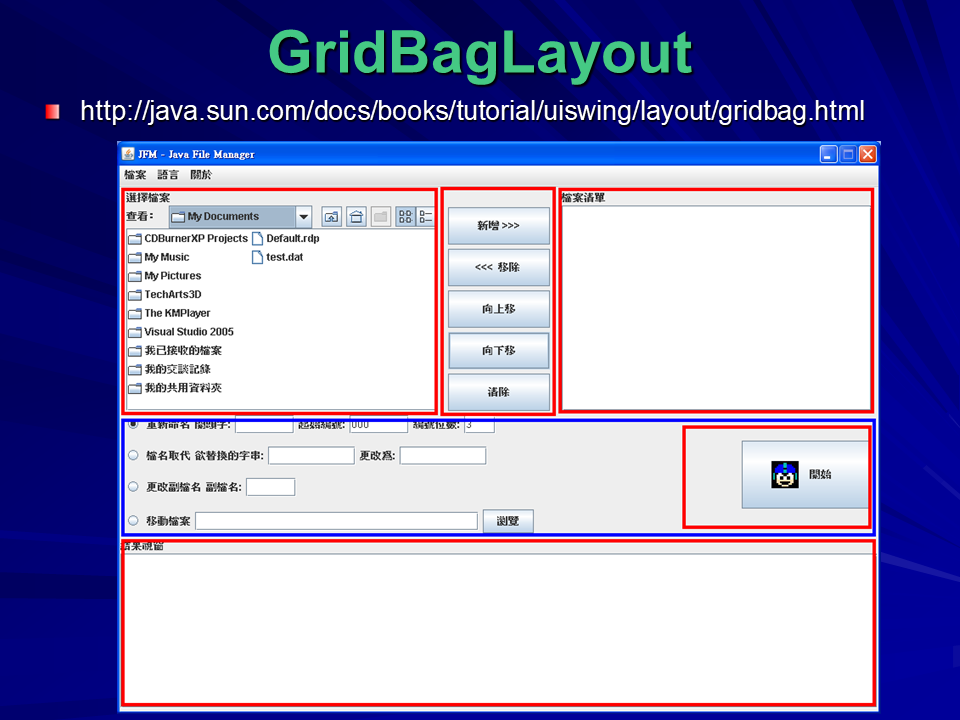 GridBagLayout
http://java.sun.com/docs/books/tutorial/uiswing/layout/gridbag.html
JFM - Java File Manager
檔案 語言 關於
選擇檔案
查看: My Documents
CDBurnerXP Projects Default.rdp
My Music test.dat
My Pictures
TechArts3D
The KMPlayer
Visual Studio 2005
我已接收的檔案
我的交談記錄
我的共用資料夾
新增 >>>
<<< 移除
向上移
向下移
清除
檔案清單
重新命名 開頭字: 起始編號: 000 編號位數: 3
檔名取代 欲替換的字串: 更改為:
更改副檔名 副檔名:
移動檔案 瀏覽
開始
結果視窗